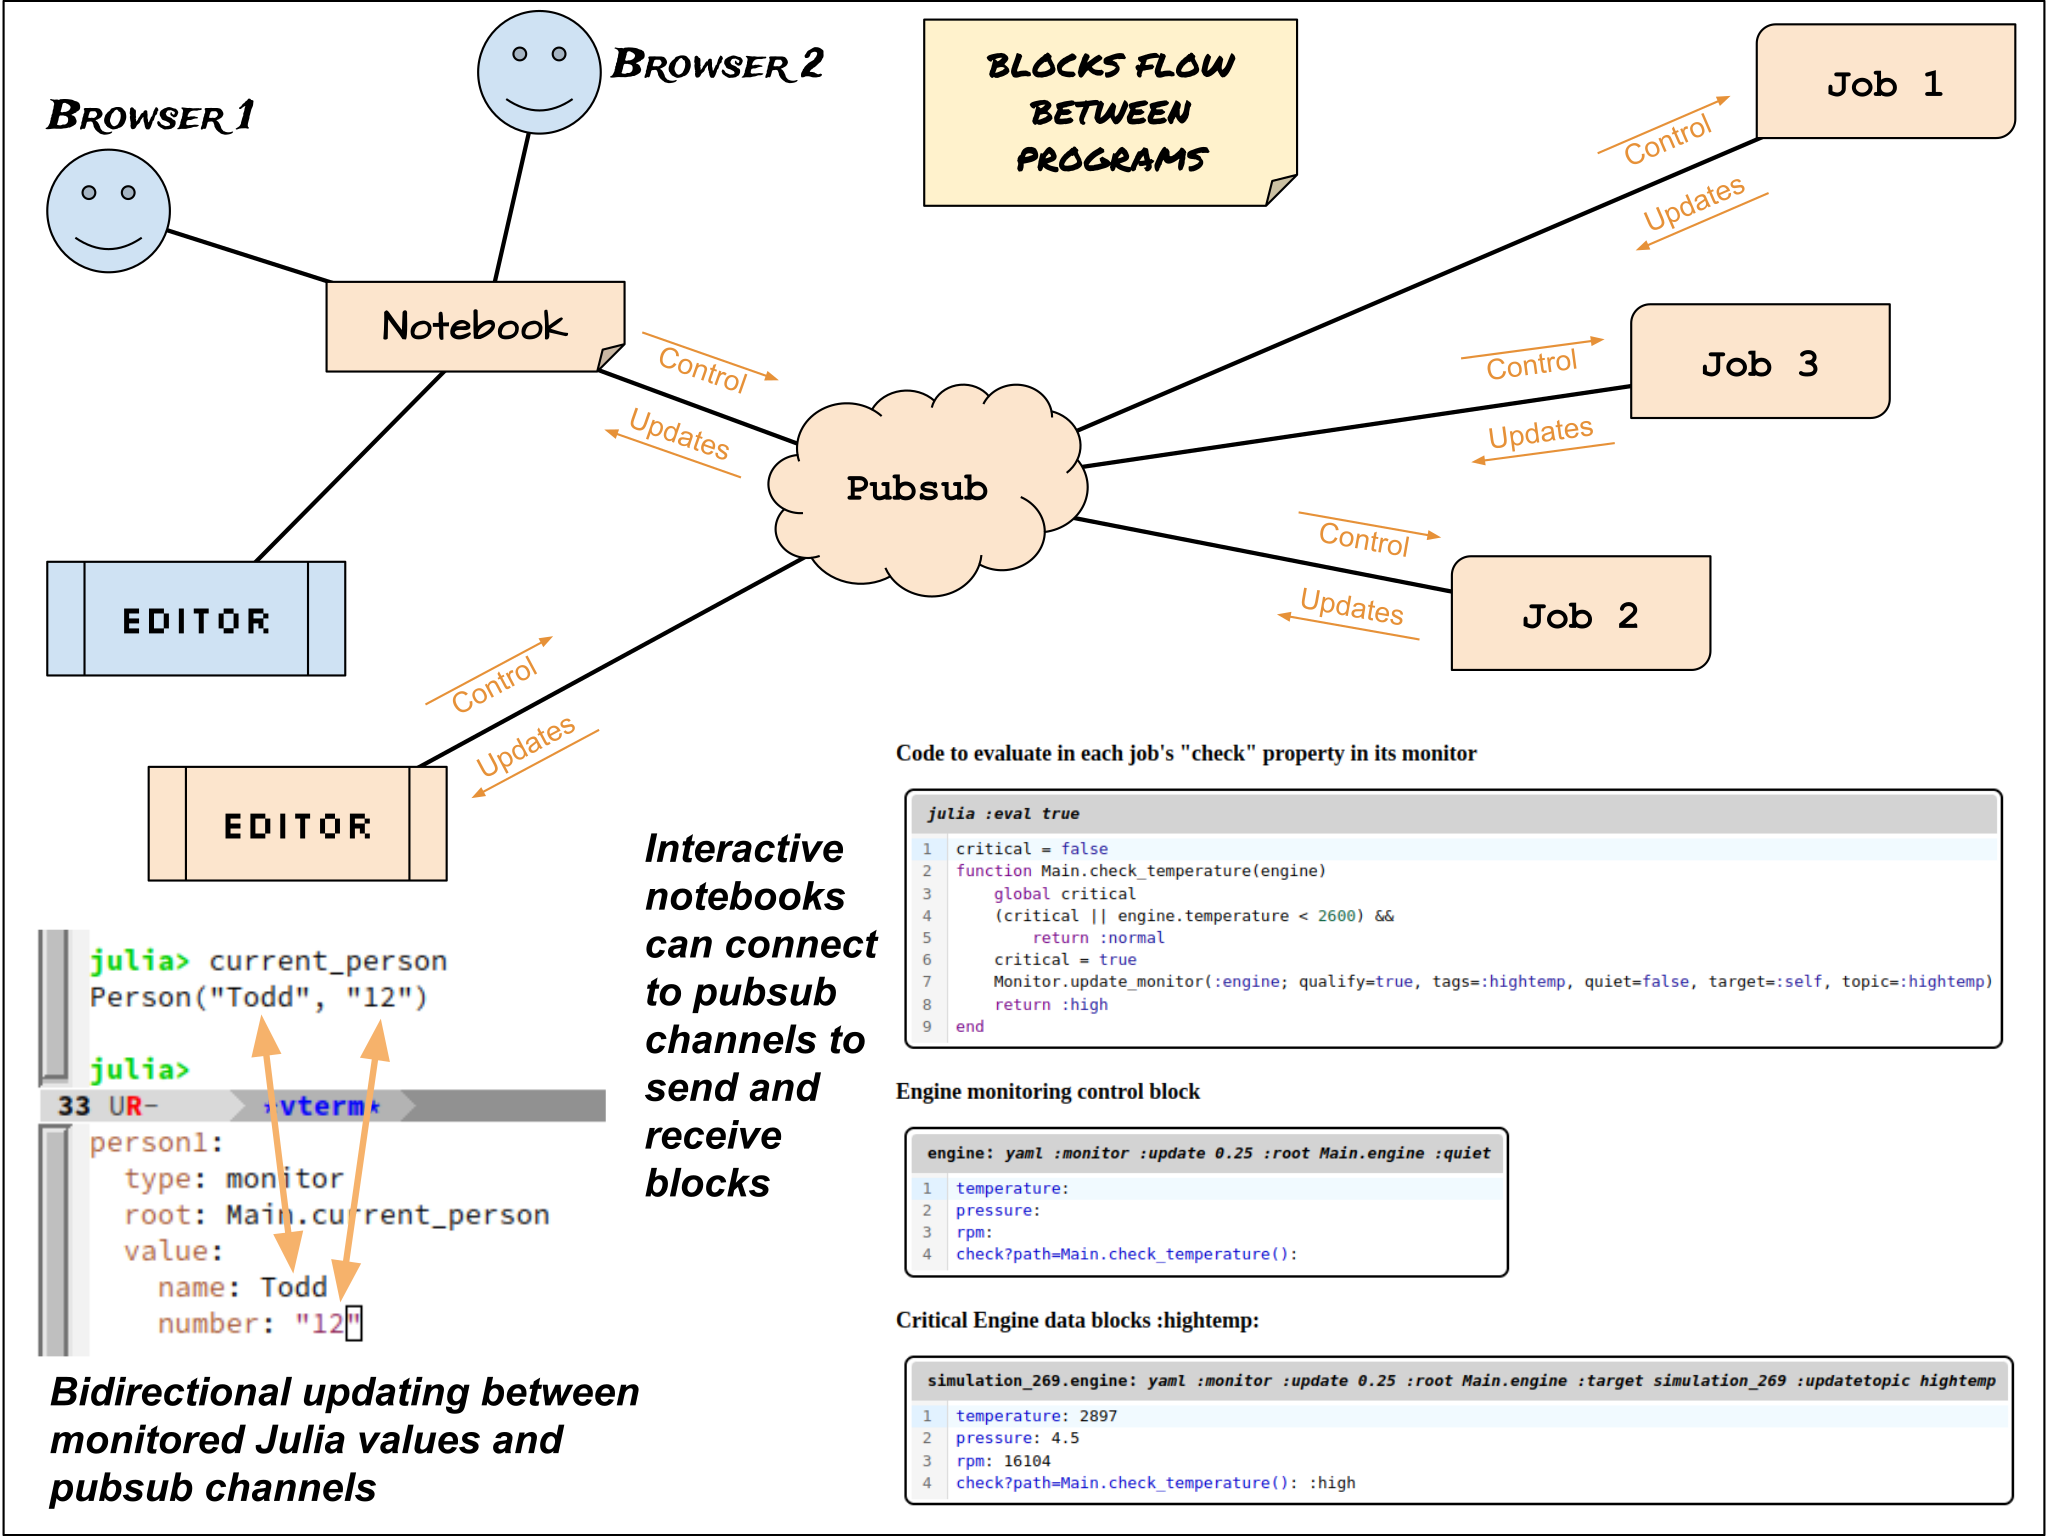 Browser 1
Browser 2
BLOCKS FLOW
BETWEEN
PROGRAMS
Job 1
Control
Updates
Notebook
Control
Updates
Control
Job 3
Updates
Pubsub
Control
Job 2
Updates
EDITOR
Control
Updates
EDITOR
Interactive
notebooks
can connect
to pubsub
channels to
send and
receive
blocks
julia> current_person
Person("Todd", "12")
julia>
33 UR- *vterm*
person1:
type: monitor
root: Main.current_person
value:
name: Todd
number: "12"
Bidirectional updating between
monitored Julia values and
pubsub channels
Code to evaluate in each job's "check" property in its monitor
julia :eval true
1 critical = false
2 function Main.check_temperature(engine)
3 global critical
4 (critical || engine.temperature < 2600) &&
5 return :normal
6 critical = true
7 Monitor.update_monitor(:engine; qualify=true, tags=:hightemp, quiet=false, target=:self, topic=:hightemp)
8 return :high
9 end
Engine monitoring control block
engine: yaml :monitor :update 0.25 :root Main.engine :quiet
1 temperature:
2 pressure:
3 rpm:
4 check?path=Main.check_temperature():
Critical Engine data blocks :hightemp:
simulation_269.engine: yaml :monitor :update 0.25 :root Main.engine :target simulation_269 :updatetopic hightemp
1 temperature: 2897
2 pressure: 4.5
3 rpm: 16104
4 check?path=Main.check_temperature(): :high